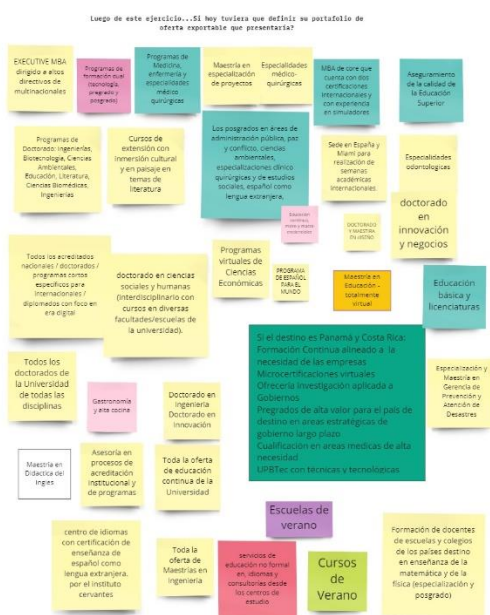 Luego de este ejercicio...Si hoy tuviera que definir su portafolio de
oferta exportable que presentaría?
EXECUTIVE MBA
dirigido a altos
directivos de
multinacionales
Programas de
formación dual
(tecnología,
pregrado y
posgrado)
Programas de
Medicina,
enfermería y
especialidades
médico
quirúrgicas
Maestría en
especialización
de proyectos
Especialidades
médico-
quirúrgicas
MBA de core que
cuenta con dos
certificaciones
internacionales y
con experiencia
en simuladores
Aseguramiento
de la calidad de
la Educación
Superior
Programas de
Doctorado: Ingenierías,
Biotecnología, Ciencias
Ambientales,
Educación, Literatura,
Ciencias Biomédicas,
Ingenierías
Cursos de
extensión con
inmersión cultural
y en paisaje en
temas de
literatura
Los posgrados en áreas de
administración pública, paz
y conflicto, ciencias
ambientales,
especializaciones clínico
quirúrgicas y de estudios
sociales, español como
lengua extranjera,
Sede en España y
Miami para
realización de
semanas
académicas
Internacionales.
Especialidades
odontologicas
DOCTORADO
Y MAESTRIA
EN DISEÑO
doctorado
en
innovación
y negocios
Todos los acreditados
nacionales / doctorados /
programas cortos
específicos para
internacionales /
diplomados con foco en
era digital
doctorado en ciencias
sociales y humanas
(Interdisciplinario con
cursos en diversas
facultades/escuelas de
la universidad).
Programas
virtuales de
Ciencias
Económicas
PROGRAMA
DE ESPAÑOL
PARA EL
MUNDO
Maestría en
Educación -
totalmente
virtual
Educación
básica y
licenciaturas
Si el destino es Panamá y Costa Rica:
Formación Continua alineado a la
necesidad de las empresas
Microcertificaciones virtuales
Ofrecería investigación aplicada a
Gobiernos
Pregrados de alta valor para el país de
destino en areas estratégicas de
gobierno largo plazo
Cualificación en areas medicas de alta
necesidad
UPBTec con técnicas y tecnológicas
Todos los
doctorados de
la Universidad
de todas las
disciplinas
Gastronomía
y alta cocina
Doctorado en
Ingeniería
Doctorado en
Innovación
Especialización y
Maestría en
Gerencia de
Prevención y
Atención de
Desastres
Maestría en
Didactica del
Ingles
Asesoría en
procesos de
acreditación
institucional y
de programas
Toda la oferta
de educación
continua de la
Universidad
Escuelas de
verano
centro de idiomas
con certificación de
enseñanza de
español como
lengua extranjera.
por el instituto
cervantes
Toda la
oferta de
Maestrías en
Ingeniería
servicios de
educación no formal
en, idiomas y
consultorías desde
los centros de
estudio
Cursos
de
Verano
Formación de docentes
de escuelas y colegios
de los países destino
en enseñanza de la
matemática y de la
física (especialización y
posgrado)